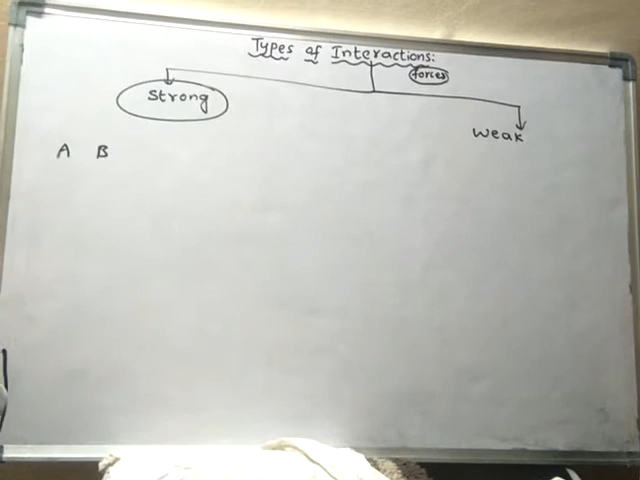 Types of Interactions:
forces
Strong
Weak
A B